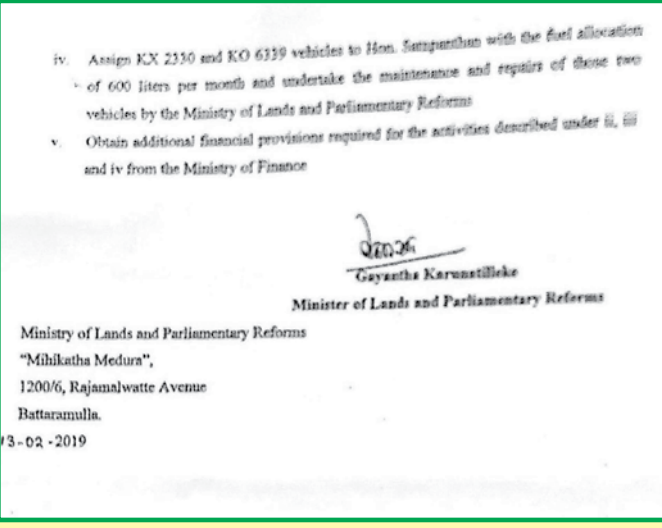 iv. Assign KX 2330 and KO 6339 vehicles to Hon. Sampanthan with the fuel allocation
of 600 liters per month and undertake the maintenance and repairs of those two
vehicles by the Ministry of Lands and Parliamentary Reforms
v. Obtain additional financial provisions required for the activities described under ii, iii
and iv from the Ministry of Finance
Gayantha Karunatilleke
Minister of Lands and Parliamentary Reforms
Ministry of Lands and Parliamentary Reforms
"Mihikatha Medura",
1200/6, Rajamalwatte Avenue
Battaramulla.
13-02-2019